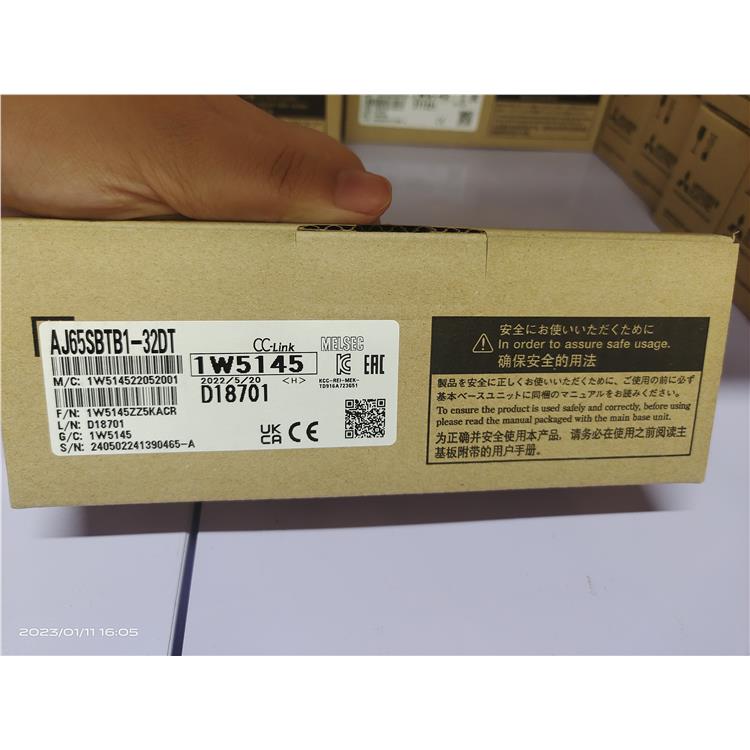 AJ65SBTB1-32DT
CC-Link
MELSEC
M/C: 1W514522052001
1W5145
2022/5/20 <H>
D18701
KCC-REI-MEK-
TD916A723G51
EAC
F/N: 1W5145ZZ5KACR
L/N: D18701
G/C: 1W5145
S/N: 240502241390465-A
UK
CA
CE
安全にお使いいただくために
In order to assure safe usage.
确保安全的用法
製品を安全に正しくお使いいただくために、ご使用の前に必ず
基本ベースユニットに同梱のマニュアルをお読みください。
To ensure the product is used safely and correctly, before using
please read the manual packaged with the main base unit.
为正确并安全使用本产品，请务必在使用之前阅读主
基板附带的用户手册。
2023/01/11 16:05